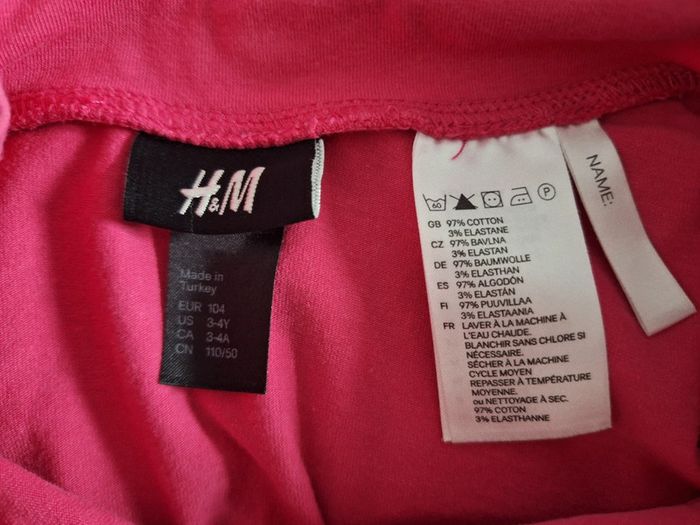 H&M
Made in
Turkey
EUR 104
US 3-4Y
CA 3-4A
CN 110/50
60
P
GB 97% COTTON
3% ELASTANE
CZ 97% BAVLNA
3% ELASTAN
DE 97% BAUMWOLLE
3% ELASTHAN
ES 97% ALGODÓN
3% ELASTÁN
FI 97% PUUVILLAA
3% ELASTAANIA
FR LAVER À LA MACHINE À
L'EAU CHAUDE.
BLANCHIR SANS CHLORE SI
NÉCESSAIRE.
SÉCHER À LA MACHINE
CYCLE MOYEN
REPASSER À TEMPÉRATURE
MOYENNE.
ou NETTOYAGE À SEC.
97% COTON
3% ELASTHANNE
NAME: